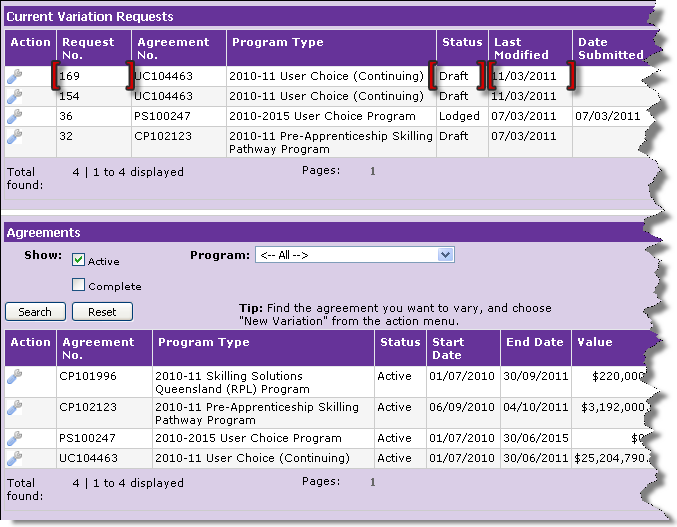 Current Variation Requests
Action Request No. Agreement No. Program Type Status Last Modified Date Submitted
169 UC104463 2010-11 User Choice (Continuing) Draft 11/03/2011
154 UC104463 2010-11 User Choice (Continuing) Draft 11/03/2011
36 PS100247 2010-2015 User Choice Program Lodged 07/03/2011 07/03/2011
32 CP102123 2010-11 Pre-Apprenticeship Skilling Draft 07/03/2011
Pathway Program
Total found: 4 | 1 to 4 displayed Pages: 1
Agreements
Show: Active Program: <-- All -->
Complete
Search Reset Tip: Find the agreement you want to vary, and choose
"New Variation" from the action menu.
Action Agreement No. Program Type Status Start Date End Date Value
CP101996 2010-11 Skilling Solutions Active 01/07/2010 30/09/2011 $220,000.
Queensland (RPL) Program
CP102123 2010-11 Pre-Apprenticeship Skilling Active 06/09/2010 04/10/2011 $3,192,000.
Pathway Program
PS100247 2010-2015 User Choice Program Active 01/07/2010 30/06/2015 $0
UC104463 2010-11 User Choice (Continuing) Active 01/07/2010 30/06/2011 $25,204,790.
Total found: 4 | 1 to 4 displayed Pages: 1